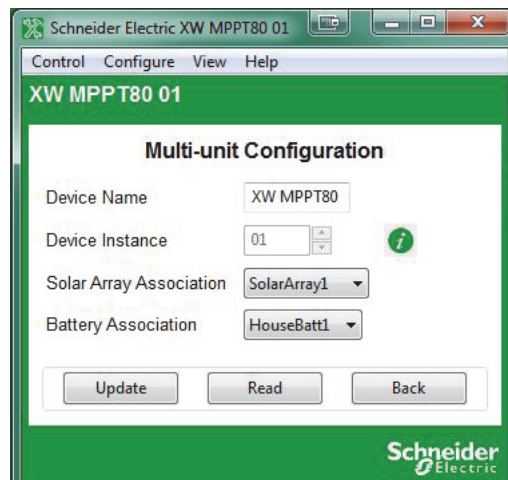 Schneider Electric XW MPPT80 01
Control Configure View Help
XW MPPT80 01
Multi-unit Configuration
Device Name XW MPPT80
Device Instance 01
Solar Array Association SolarArray1
Battery Association HouseBatt1
Update Read Back
Schneider
Electric